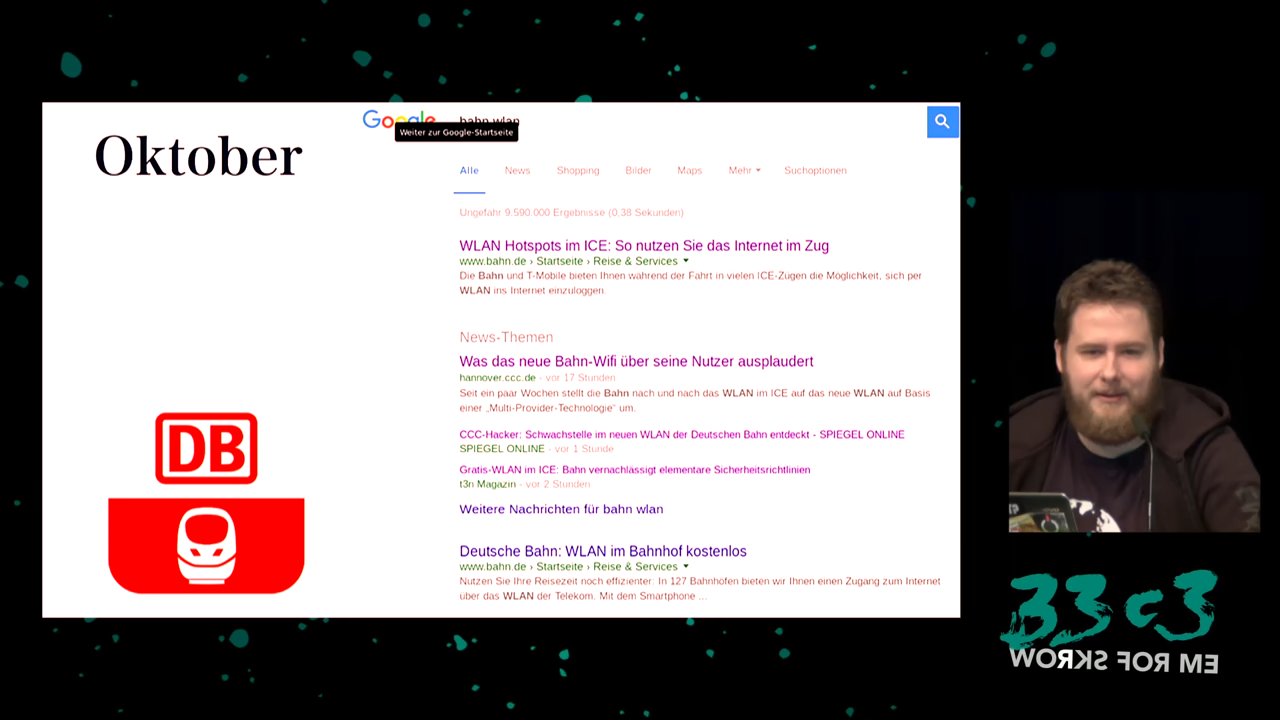 Oktober
Google
bahn wlan
Weiter zur Google-Startseite
Alle News Shopping Bilder Maps Mehr Suchoptionen
Ungefähr 9.590.000 Ergebnisse (0,38 Sekunden)
WLAN Hotspots im ICE: So nutzen Sie das Internet im Zug
www.bahn.de › Startseite › Reise & Services
Die Bahn und T-Mobile bieten Ihnen während der Fahrt in vielen ICE-Zügen die Möglichkeit, sich per
WLAN ins Internet einzuloggen.
News-Themen
Was das neue Bahn-Wifi über seine Nutzer ausplaudert
hannover.ccc.de - vor 17 Stunden
Seit ein paar Wochen stellt die Bahn nach und nach das WLAN im ICE auf das neue WLAN auf Basis
einer „Multi-Provider-Technologie“ um.
CCC-Hacker: Schwachstelle im neuen WLAN der Deutschen Bahn entdeckt - SPIEGEL ONLINE
SPIEGEL ONLINE - vor 1 Stunde
Gratis-WLAN im ICE: Bahn vernachlässigt elementare Sicherheitsrichtlinien
t3n Magazin - vor 2 Stunden
Weitere Nachrichten für bahn wlan
Deutsche Bahn: WLAN im Bahnhof kostenlos
www.bahn.de › Startseite › Reise & Services
Nutzen Sie Ihre Reisezeit noch effizienter: In 127 Bahnhöfen bieten wir Ihnen einen Zugang zum Internet
über das WLAN der Telekom. Mit dem Smartphone ...
DB
33c3
WORKS FOR ME